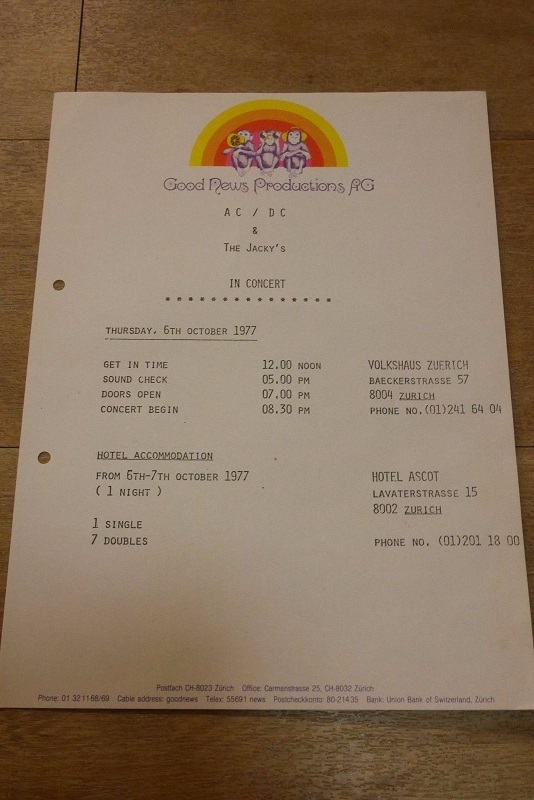 Good News Productions AG
AC/DC
&
THE JACKY'S
IN CONCERT
* * * * * * * * * * * * * * *
THURSDAY, 6TH OCTOBER 1977
GET IN TIME 12.00 NOON VOLKSHAUS ZUERICH
SOUND CHECK 05.00 PM BAECKERSTRASSE 57
DOORS OPEN 07.00 PM 8004 ZURICH
CONCERT BEGIN 08.30 PM PHONE NO.(01)241 64 04
HOTEL ACCOMMODATION
FROM 6TH-7TH OCTOBER 1977 HOTEL ASCOT
( 1 NIGHT ) LAVATERSTRASSE 15
8002 ZURICH
1 SINGLE
7 DOUBLES PHONE NO. (01)201 18 00
Postfach CH-8023 Zürich Office: Carmenstrasse 25, CH-8032 Zürich
Phone: 01 32 11 68/69 Cable address: goodnews Telex: 55691 news Postcheckkonto: 80-21435 Bank: Union Bank of Switzerland, Zürich